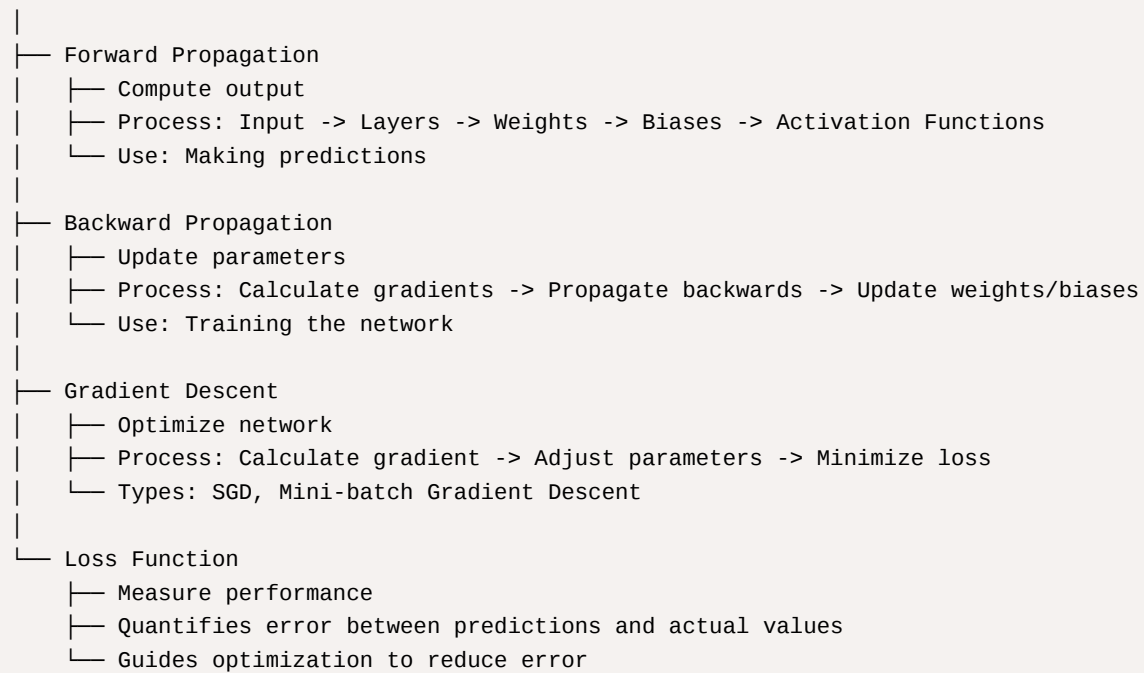 │
├── Forward Propagation
│   ├── Compute output
│   ├── Process: Input -> Layers -> Weights -> Biases -> Activation Functions
│   └── Use: Making predictions
│
├── Backward Propagation
│   ├── Update parameters
│   ├── Process: Calculate gradients -> Propagate backwards -> Update weights/biases
│   └── Use: Training the network
│
├── Gradient Descent
│   ├── Optimize network
│   ├── Process: Calculate gradient -> Adjust parameters -> Minimize loss
│   └── Types: SGD, Mini-batch Gradient Descent
│
└── Loss Function
    ├── Measure performance
    ├── Quantifies error between predictions and actual values
    └── Guides optimization to reduce error